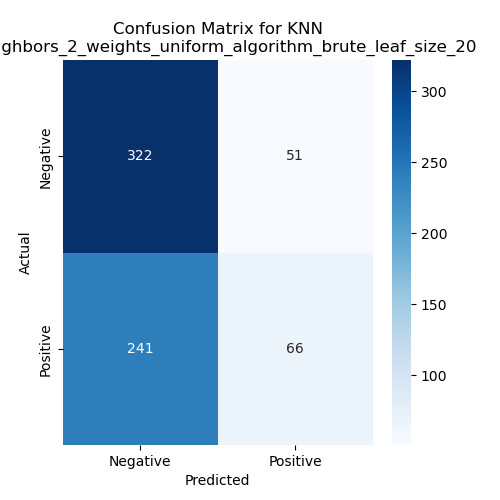 Confusion Matrix for KNN
ghbors_2_weights_uniform_algorithm_brute_leaf_size_20
Negative
322
51
Actual
Positive
241
66
Negative
Positive
Predicted
300
250
200
150
100